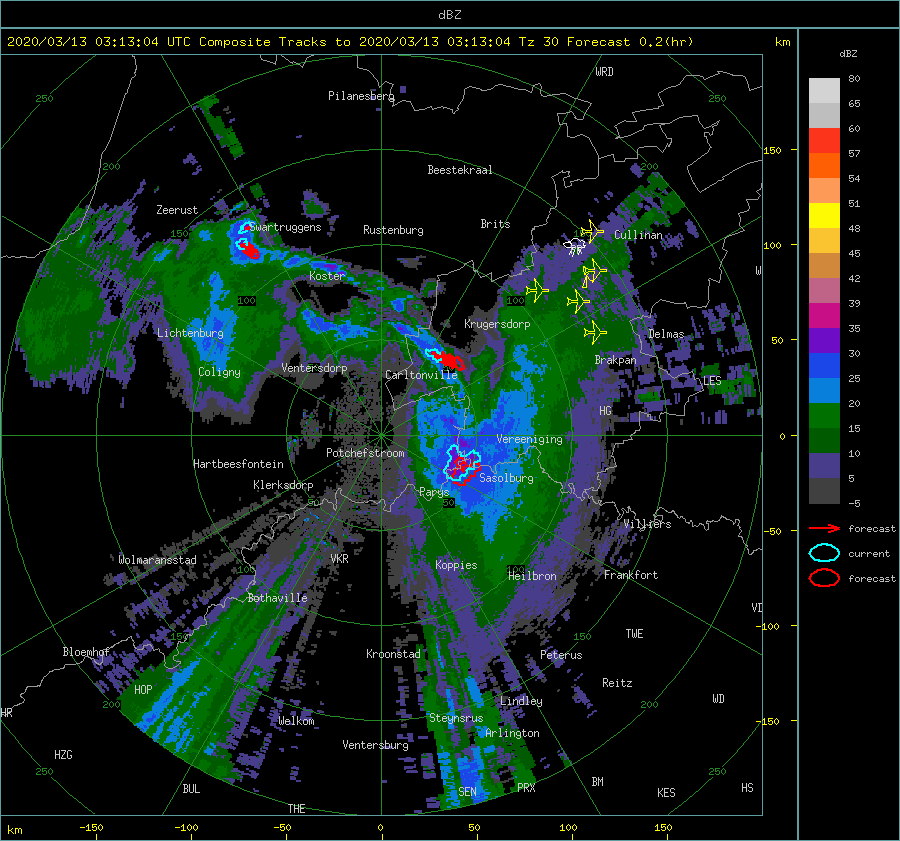 dBZ
2020/03/13 03:13:04 UTC Composite Tracks to 2020/03/13 03:13:04 Tz 30 Forecast 0.2(hr)
km
dBZ
WRD
250
250
80
Pilanesberg
65
60
150
57
200
Beestekraal
200
54
Zeerust
51
Brits
150
Swartruggens
Rustenburg
Cullinan
48
100
45
Koster
W
42
100
100
39
Krugersdorp
35
Lichtenburg
Delmas
50
30
Brakpan
Coligny
Ventersdorp
Carltonville
LES
25
20
HG
15
Vereeniging
0
Potchefstroom
10
Hartbeesfontein
5
Sasolburg
Klerksdorp
Parys
-5
50
50
Villiers
forecast
-50
current
Wolmaransstad
VKR
Koppies
100
100
Heilbron
Frankfort
forecast
Bothaville
VD
-100
150
150
TWE
Bloemhof
Kroonstad
Peterus
HOP
Reitz
Lindley
WD
200
200
HR
Welkom
Steynsrus
-150
Arlington
Ventersburg
HZG
250
250
BUL
BM
SEN
PRX
KES
HS
THE
km
-150
-100
-50
0
50
100
150